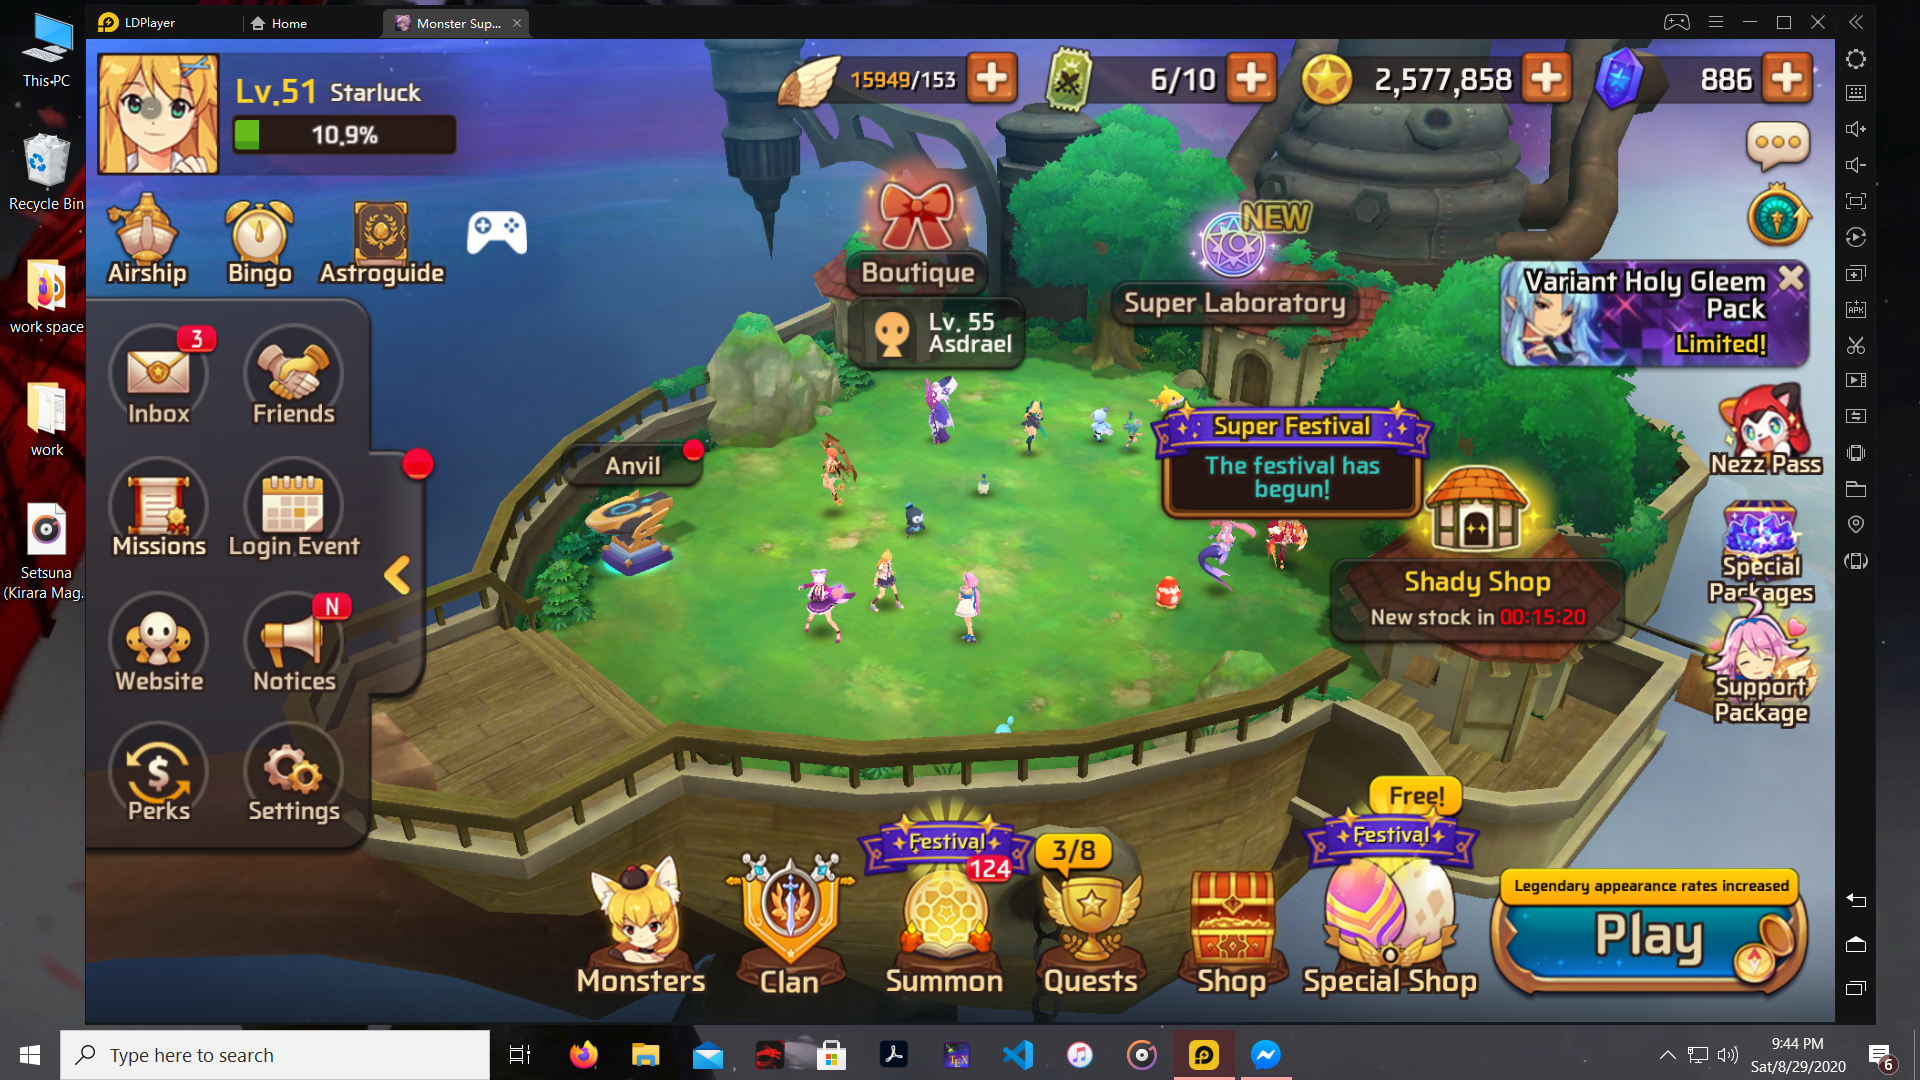 LDPlayer
Home
Monster Sup...
This PC
Recycle Bin
work space
work
Setsuna
(Kirara Mag.
Lv.51 Starluck
10.9%
15949/153
6/10
2,577,858
886
Airship
Bingo
Astroguide
Boutique
Lv. 55
Asdrael
NEW
Super Laboratory
Variant Holy Gleem
Pack
Limited!
3
Inbox
Friends
Missions
Login Event
Website
N
Notices
Perks
Settings
Anvil
Super Festival
The festival has
begun!
Shady Shop
New stock in 00:15:20
Nezz Pass
Special
Packages
Support
Package
Monsters
Clan
Festival
124
Summon
3/8
Quests
Shop
Free!
Festival
Special Shop
Legendary appearance rates increased
Play
APK
Type here to search
TEX
9:44 PM
Sat/8/29/2020
6